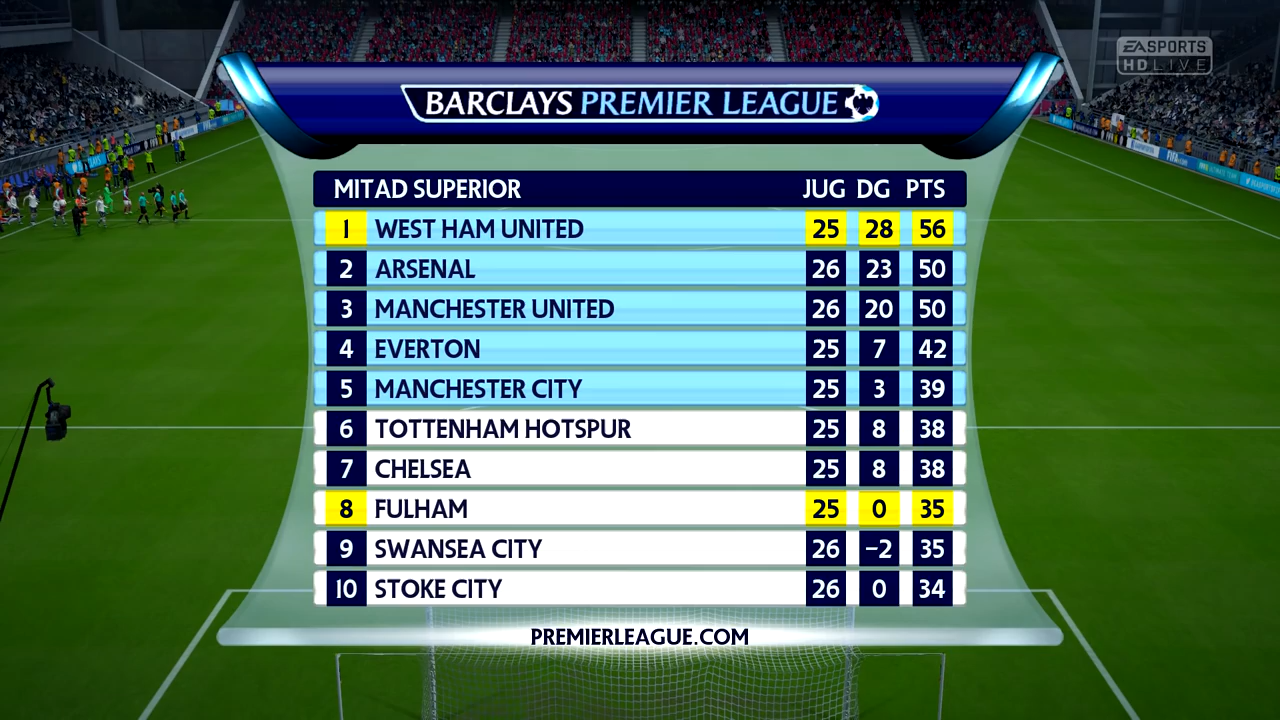 EA SPORTS
HD LIVE
BARCLAYS PREMIER LEAGUE
MITAD SUPERIOR JUG DG PTS
1 WEST HAM UNITED 25 28 56
2 ARSENAL 26 23 50
3 MANCHESTER UNITED 26 20 50
4 EVERTON 25 7 42
5 MANCHESTER CITY 25 3 39
6 TOTTENHAM HOTSPUR 25 8 38
7 CHELSEA 25 8 38
8 FULHAM 25 0 35
9 SWANSEA CITY 26 -2 35
10 STOKE CITY 26 0 34
PREMIERLEAGUE.COM